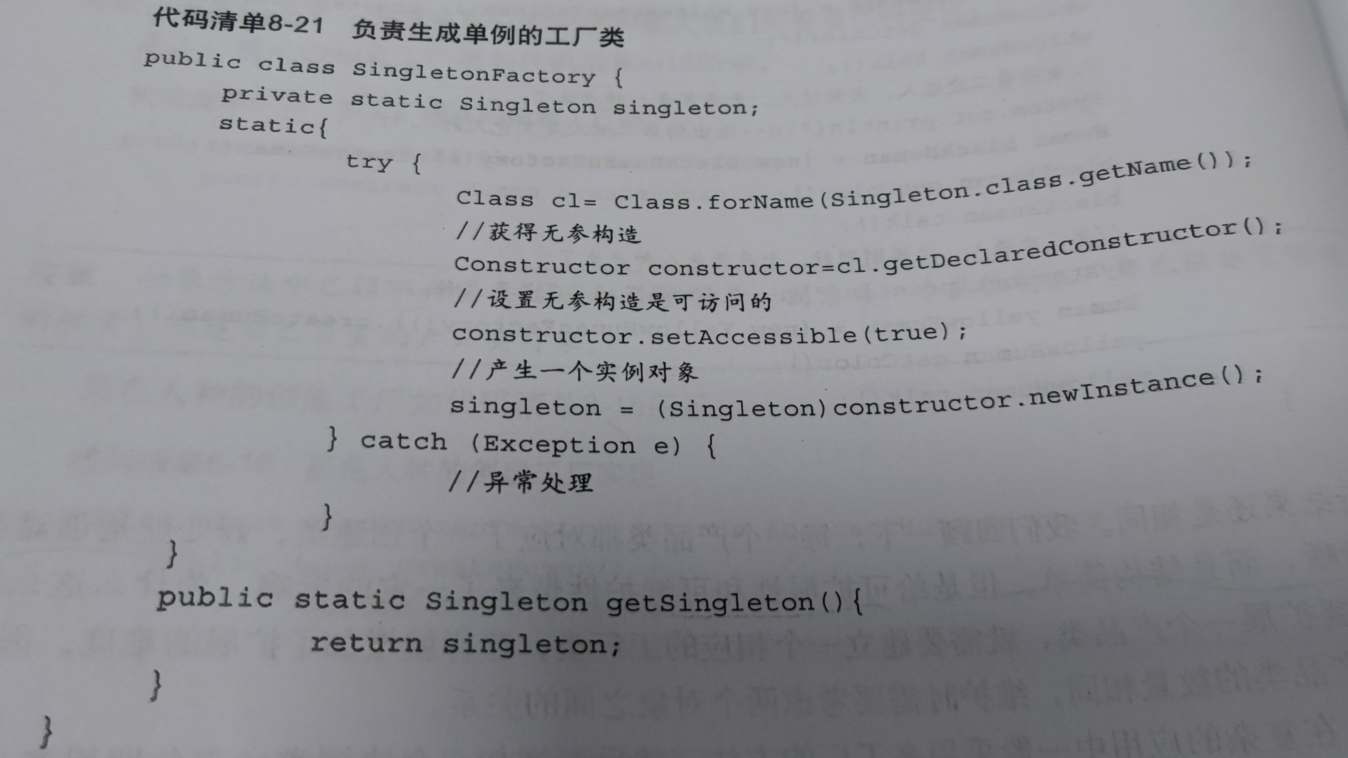 代码清单8-21 负责生成单例的工厂类
public class SingletonFactory {
private static Singleton singleton;
static{
try {
Class cl= Class.forName(Singleton.class.getName());
//获得无参构造
Constructor constructor=cl.getDeclaredConstructor();
//设置无参构造是可访问的
constructor.setAccessible(true);
//产生一个实例对象
singleton = (Singleton)constructor.newInstance();
} catch (Exception e) {
//异常处理
}
}
public static Singleton getSingleton(){
return singleton;
}
}